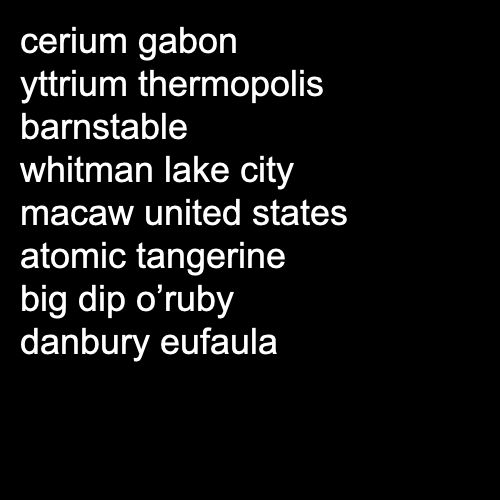 cerium gabon
yttrium thermopolis
barnstable
whitman lake city
macaw united states
atomic tangerine
big dip o’ruby
danbury eufaula